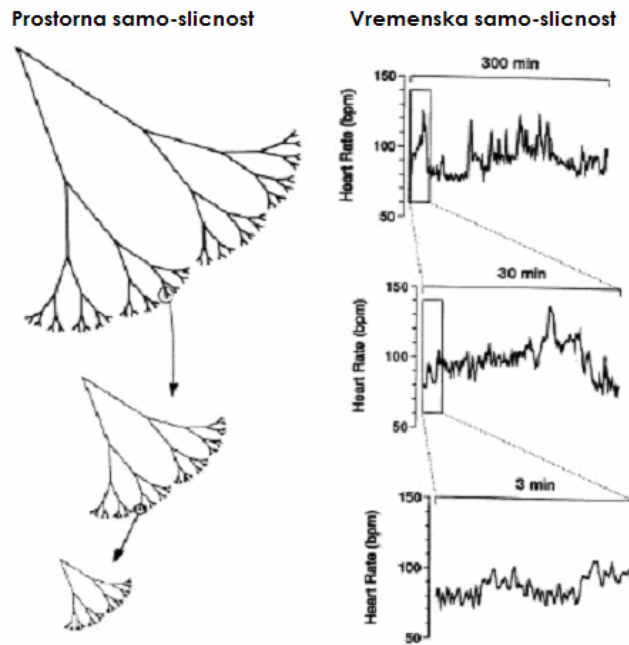 Prostorna samo-slicnost
Vremenska samo-slicnost
300 min
150
100
50
Heart Rate (bpm)
30 min
150
100
50
Heart Rate (bpm)
3 min
150
100
50
Heart Rate (bpm)